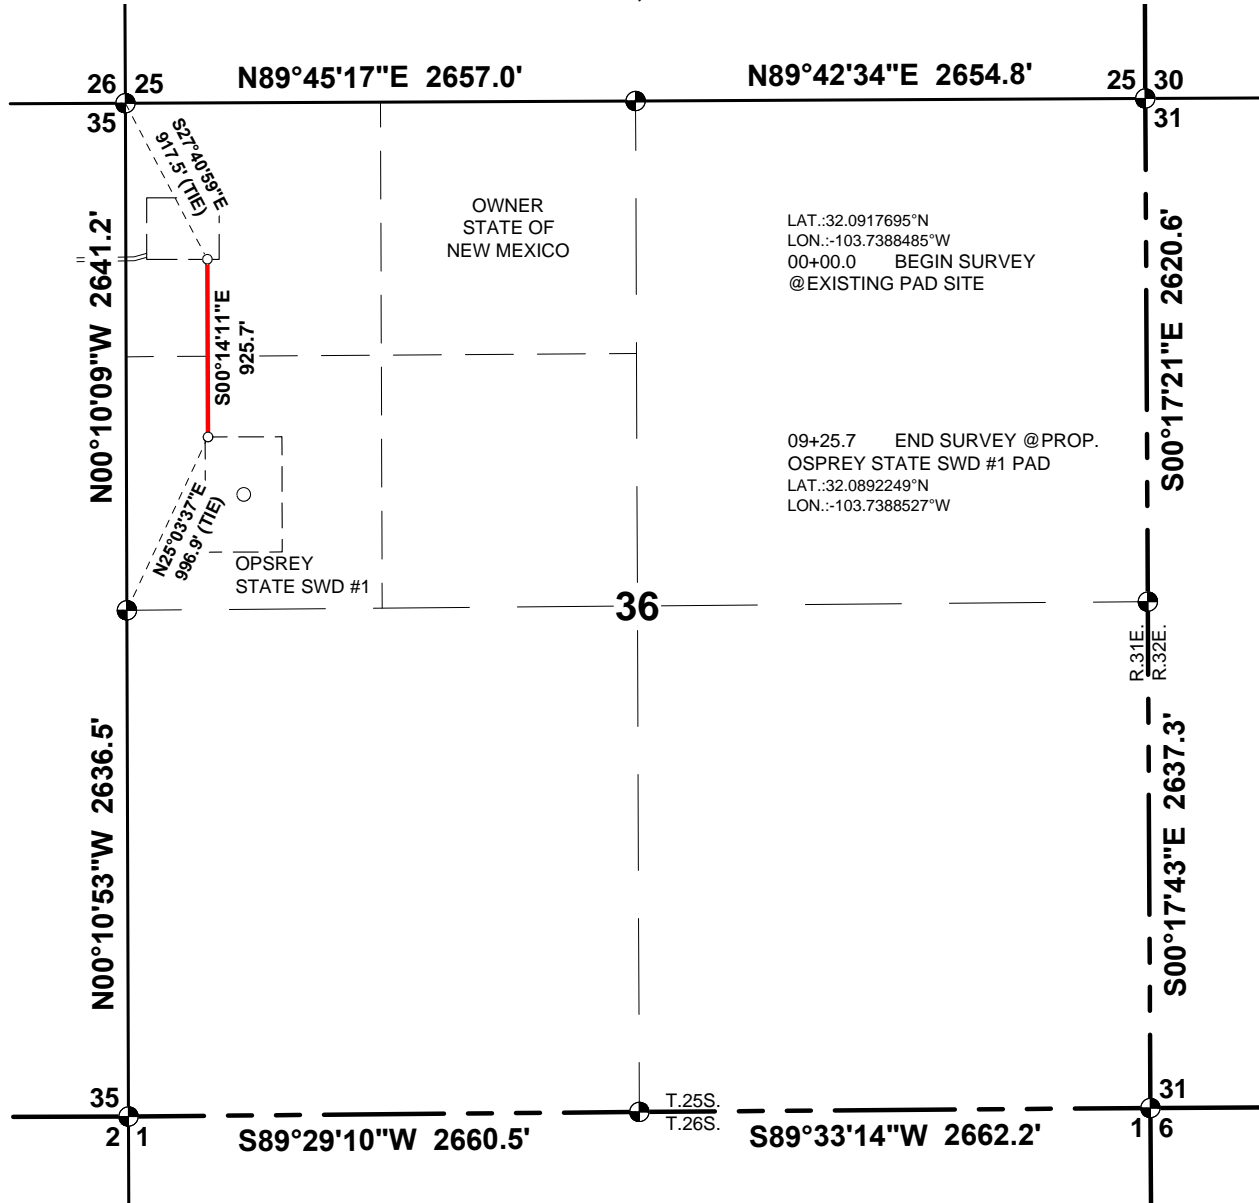 N89°45'17"E 2657.0'
N89°42'34"E 2654.8'
26 25
35
25 30
31
S27°40'59"E
917.5' (TIE)
OWNER
STATE OF
NEW MEXICO
LAT.:32.0917695°N
LON.:-103.7388485°W
00+00.0 BEGIN SURVEY
@EXISTING PAD SITE
N00°10'09"W 2641.2'
S00°14'11"E
925.7'
S00°17'21"E 2620.6'
09+25.7 END SURVEY @PROP.
OSPREY STATE SWD #1 PAD
LAT.:32.0892249°N
LON.:-103.7388527°W
N25°03'37"E
996.9' (TIE)
OPSREY
STATE SWD #1
36
R.31E.
R.32E.
N00°10'53"W 2636.5'
S00°17'43"E 2637.3'
35
2 1
T.25S.
T.26S.
31
1 6
S89°29'10"W 2660.5'
S89°33'14"W 2662.2'